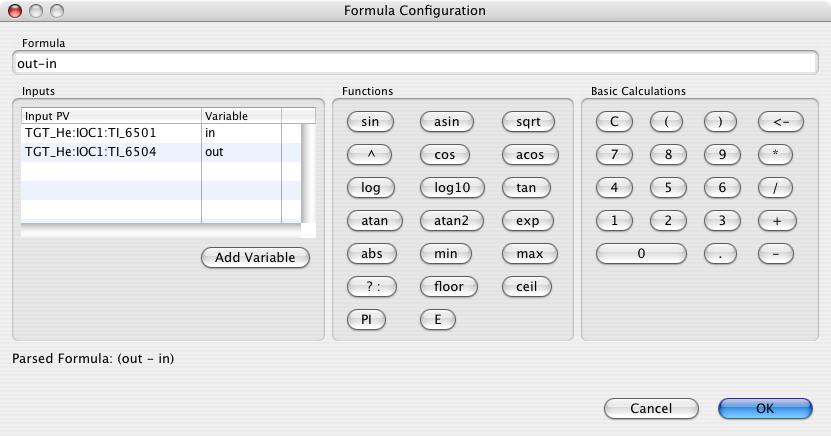 Formula Configuration
Formula
out-in
Inputs
Input PV Variable
TGT_He:IOC1:TI_6501 in
TGT_He:IOC1:TI_6504 out
Add Variable
Functions
sin asin sqrt
^ cos acos
log log10 tan
atan atan2 exp
abs min max
? : floor ceil
PI E
Basic Calculations
C ( ) <-
7 8 9 *
4 5 6 /
1 2 3 +
0 . -
Parsed Formula: (out - in)
Cancel OK